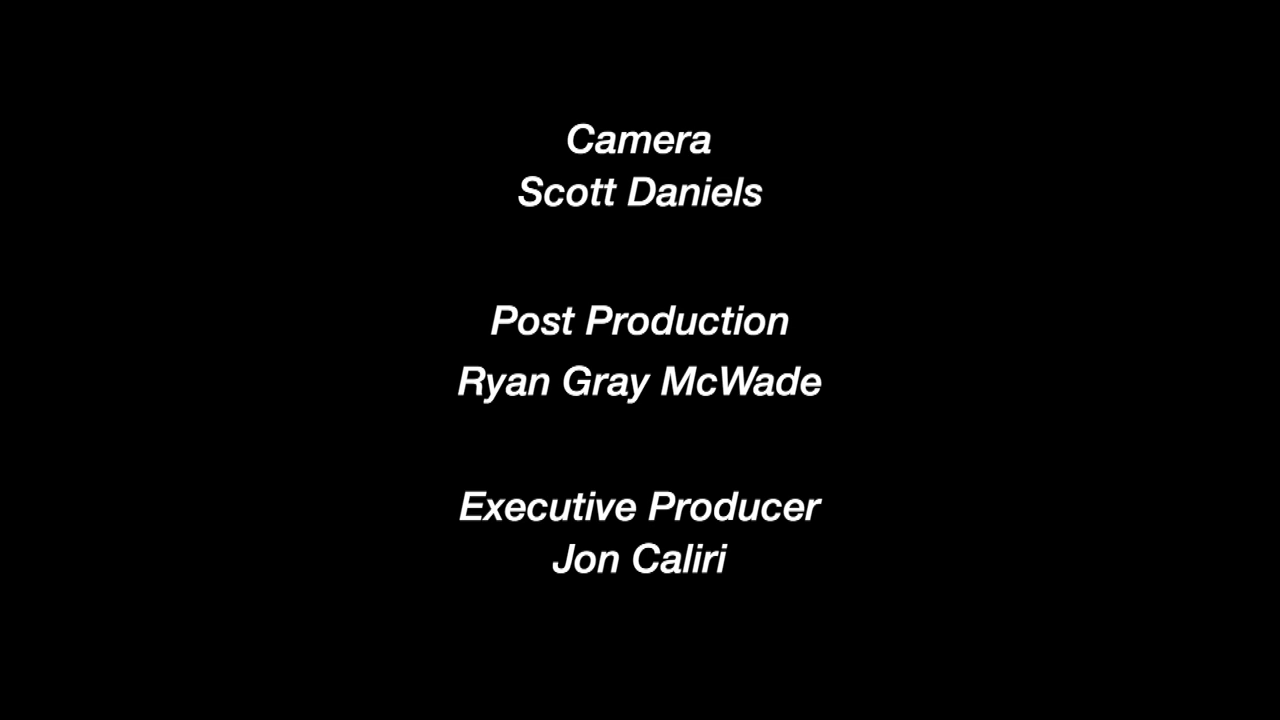 Camera
Scott Daniels
Post Production
Ryan Gray McWade
Executive Producer
Jon Caliri